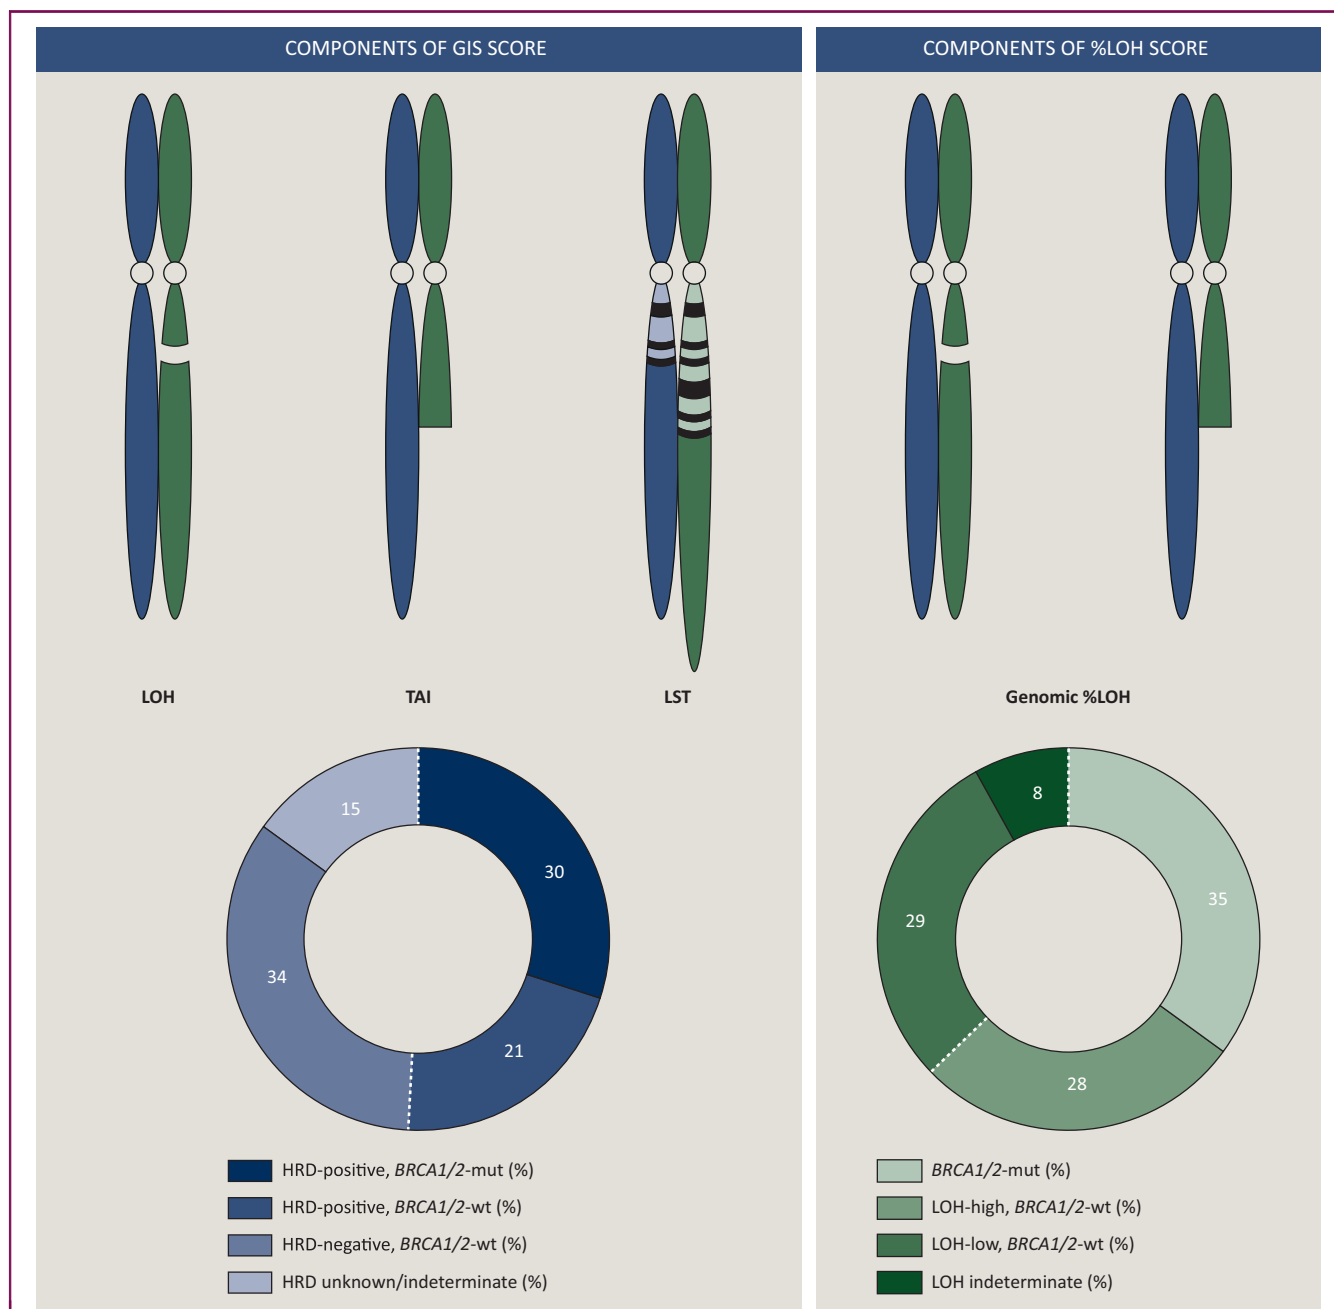 COMPONENTS OF GIS SCORE
LOH
TAI
LST
15
30
34
21
HRD-positive, BRCA1/2-mut (%)
HRD-positive, BRCA1/2-wt (%)
HRD-negative, BRCA1/2-wt (%)
HRD unknown/indeterminate (%)
COMPONENTS OF %LOH SCORE
Genomic %LOH
8
35
29
28
BRCA1/2-mut (%)
LOH-high, BRCA1/2-wt (%)
LOH-low, BRCA1/2-wt (%)
LOH indeterminate (%)